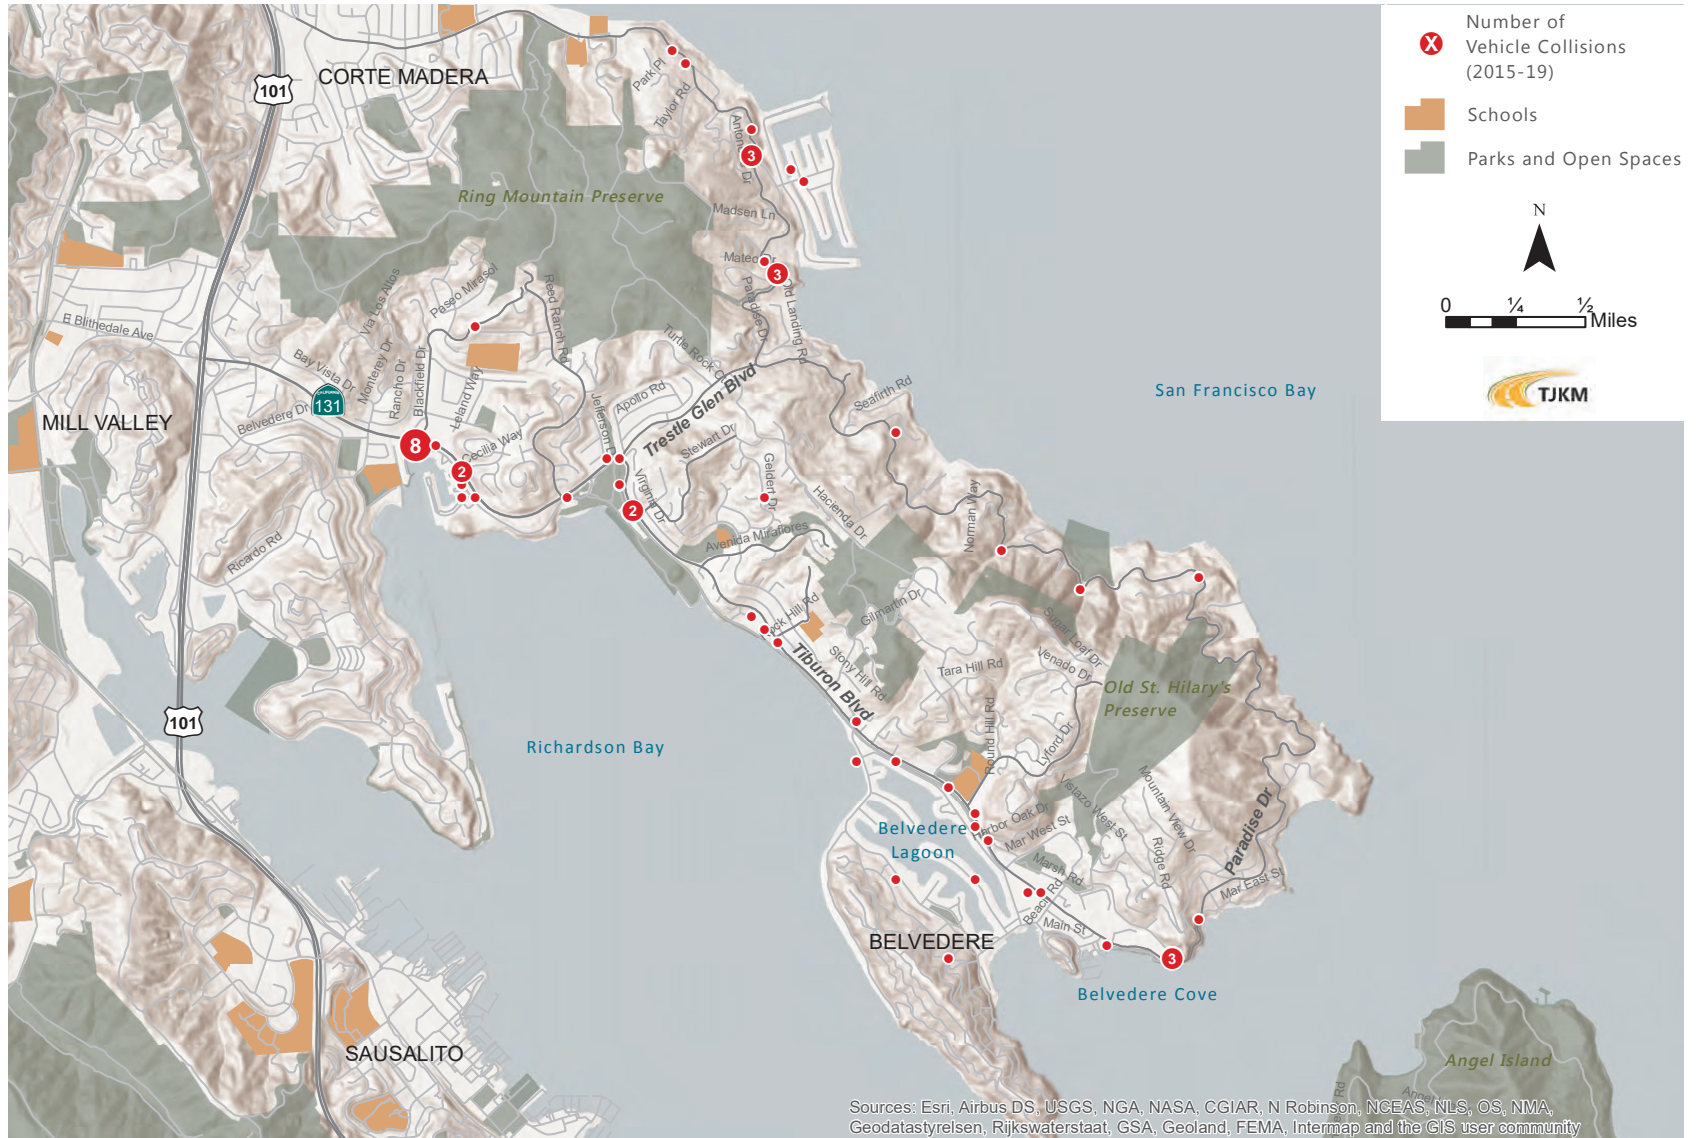 Number of
Vehicle Collisions
(2015-19)
X
Schools
Parks and Open Spaces
N
0 ¼ ½ Miles
TJKM
CORTE MADERA
101
Park Pl
Taylor Rd
3
Ring Mountain Preserve
Madsen Ln
3
Paradise Dr
Old Landing Rd
E Blithedale Ave
Via Los Altos
Paseo Mirasol
Reed Ranch Rd
Turtle Rock Ct
Bay Vista Dr
Monterey Dr
Rancho Dr
Blackfield Dr
Leland Way
Apollo Rd
Trestle Glen Blvd
Seafirth Rd
San Francisco Bay
CALIFORNIA
131
Belvedere Dr
MILL VALLEY
8
Cecilia Way
2
Stewart Dr
Geldert Dr
Virginia Dr
2
Hacienda Dr
Norman Way
Ricardo Rd
Avenida Miraflores
Gilmartin Dr
Sugar Loaf Dr
Stony Hill Rd
Tara Hill Rd
Venado Dr
Tiburon Blvd
Old St. Hilary's
Preserve
101
Richardson Bay
Round Hill Rd
Lyford Dr
Vistazo West St
Mountain View Dr
Belvedere
Lagoon
Harbor Oak Dr
Mar West St
Marsh Rd
Ridge Rd
Paradise Dr
Mar East St
Beach Rd
Main St
BELVEDERE
3
Belvedere Cove
SAUSALITO
Angel Island
Rd
Sources: Esri, Airbus DS, USGS, NGA, NASA, CGIAR, N Robinson, NCEAS, NLS, OS, NMA,
Geodatastyrelsen, Rijkswaterstaat, GSA, Geoland, FEMA, Intermap and the GIS user community